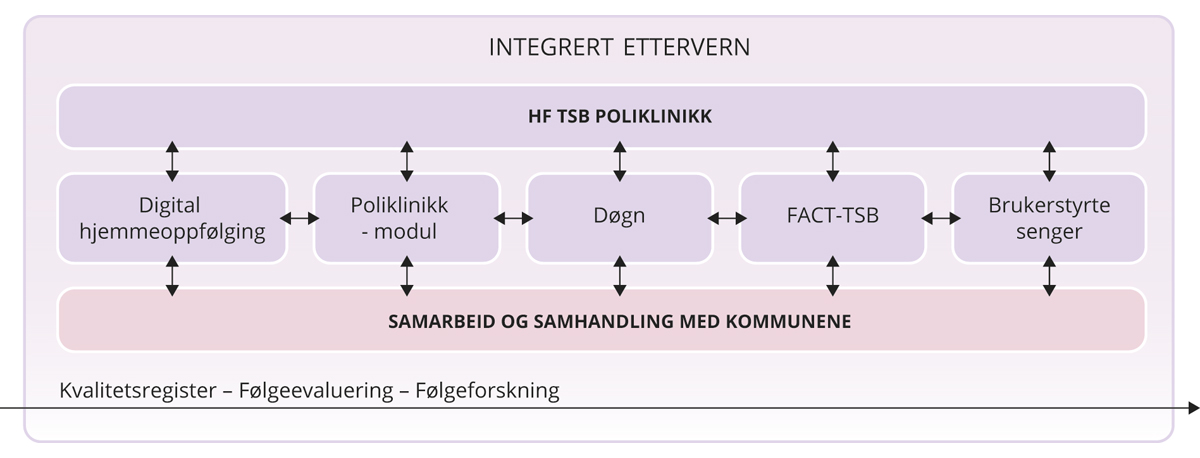 INTEGRERT ETTERVERN
HF TSB POLIKLINIKK
Digital
hjemmeoppfølging
Poliklinikk
- modul
Døgn
FACT-TSB
Brukerstyrte
senger
SAMARBEID OG SAMHANDLING MED KOMMUNENE
Kvalitetsregister – Følgeevaluering – Følgeforskning